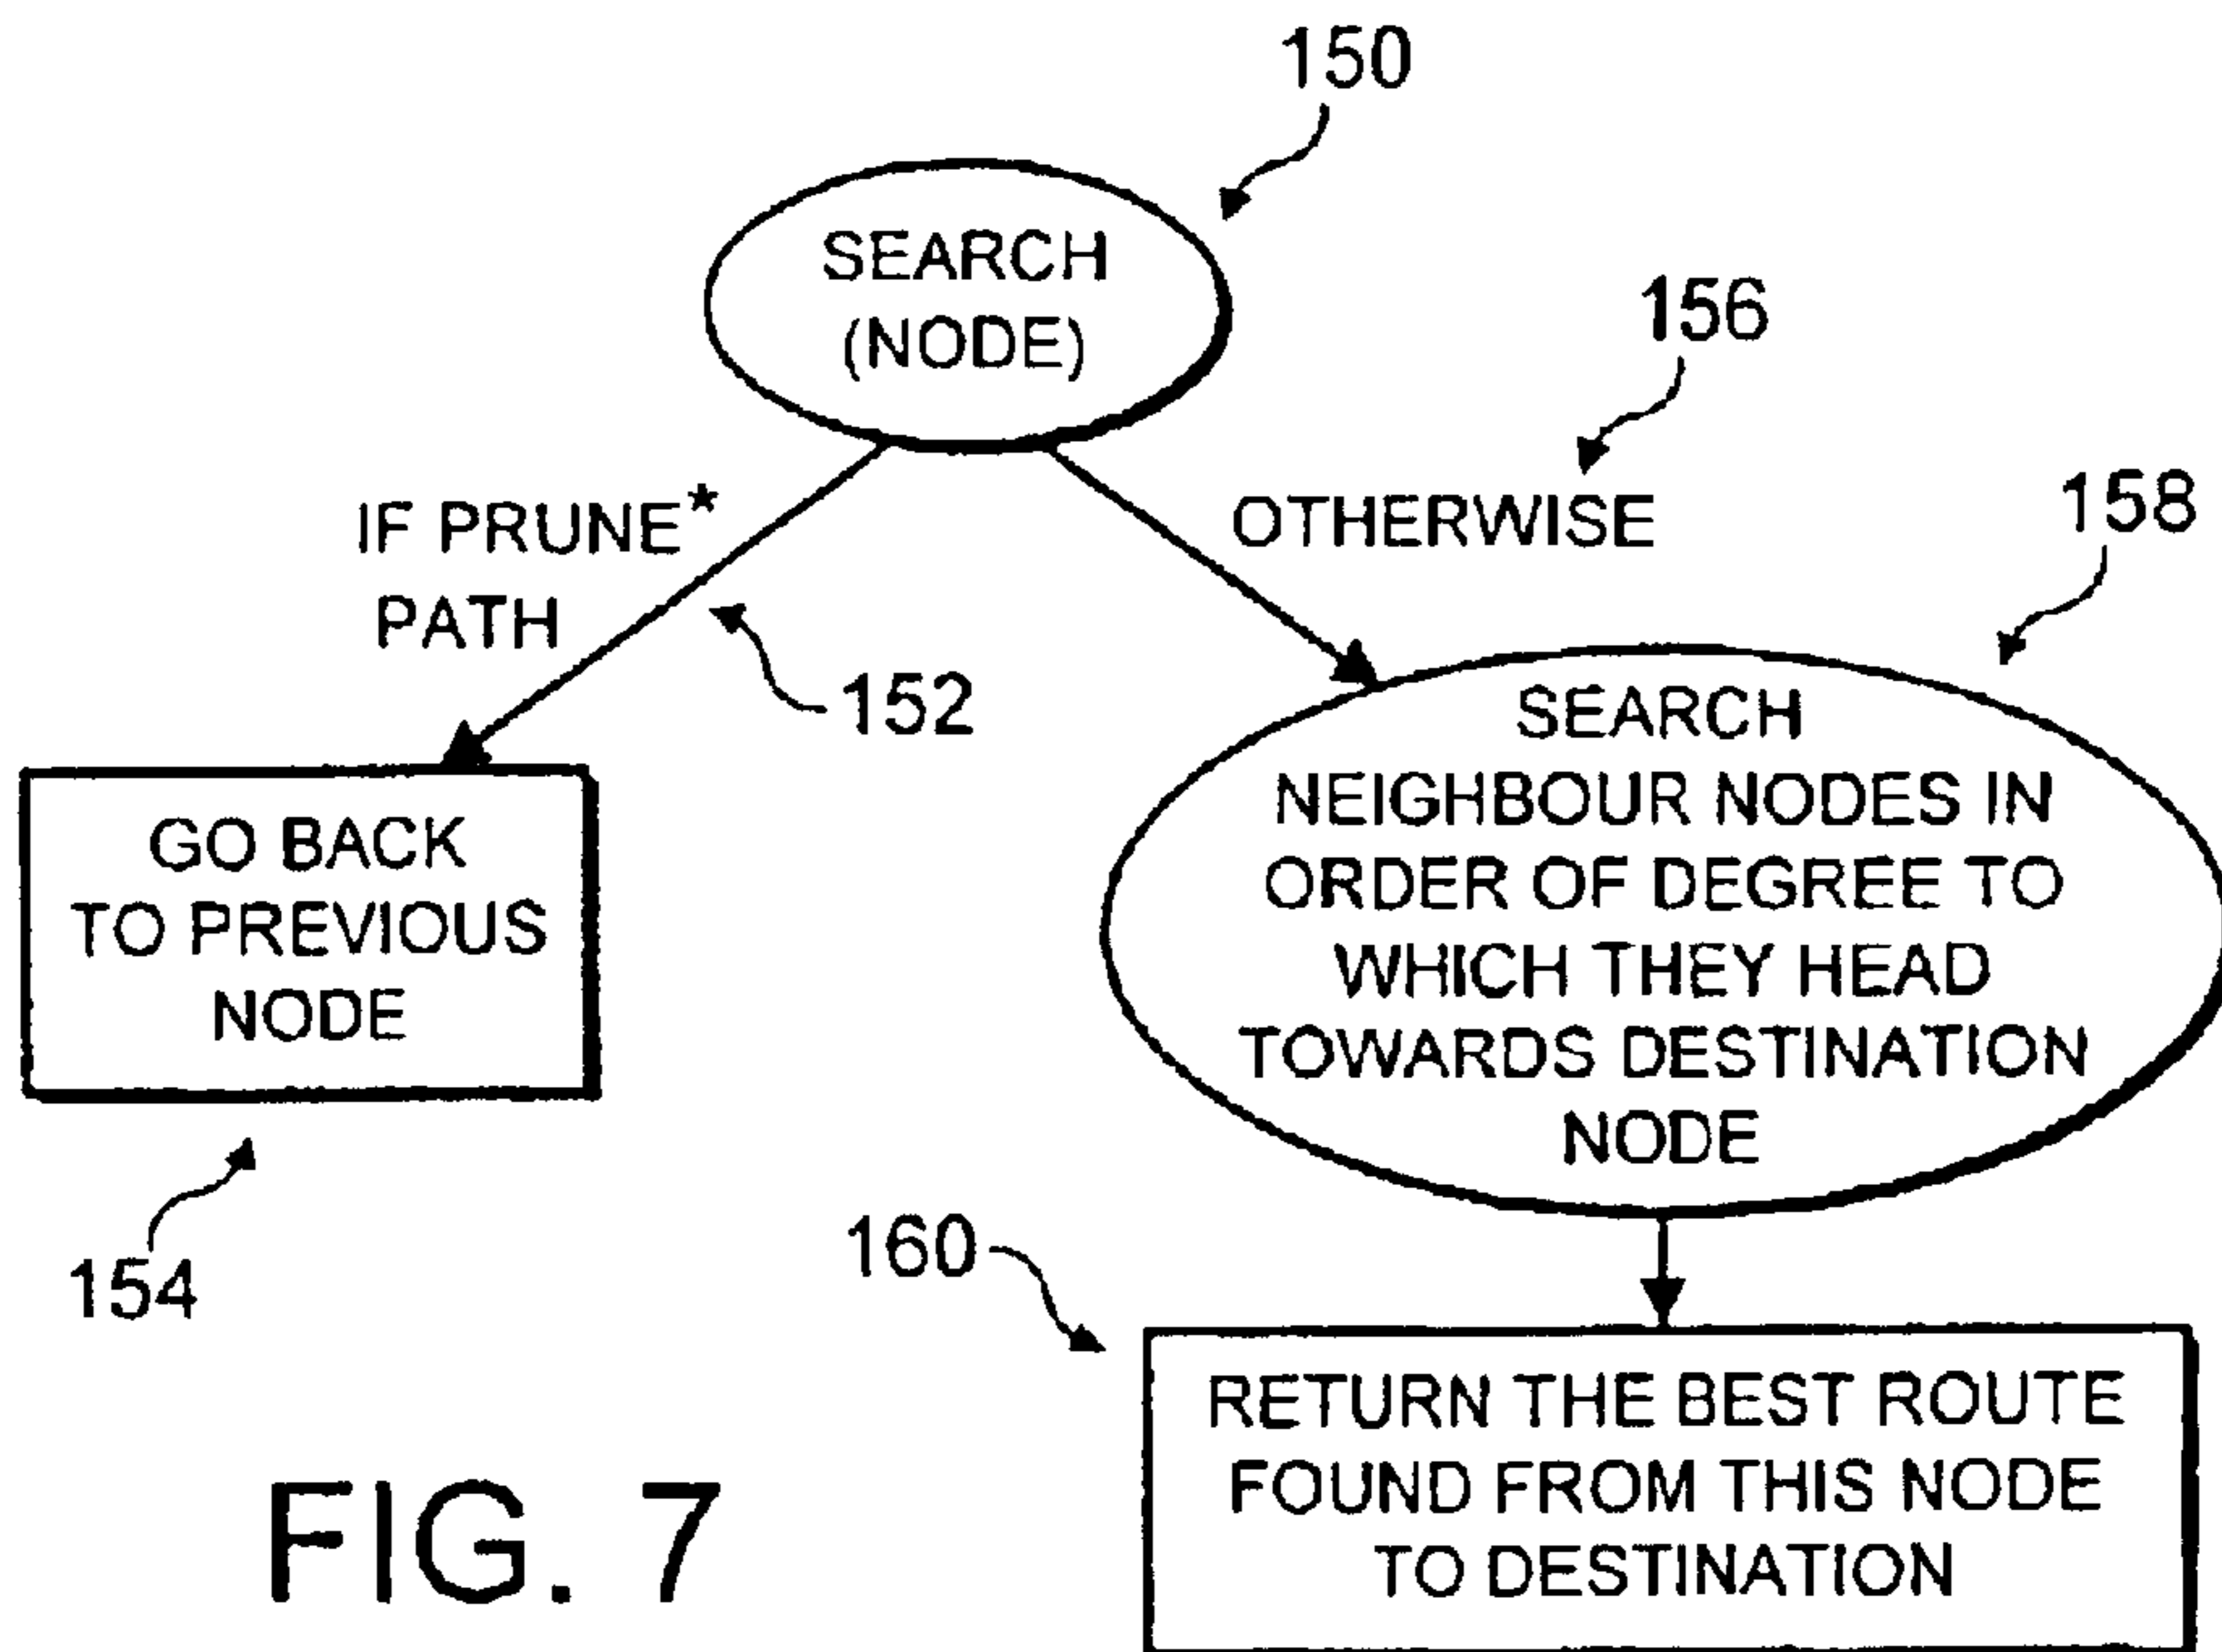 150
SEARCH
(NODE)
156
IF PRUNE*
PATH
OTHERWISE
158
152
GO BACK
TO PREVIOUS
NODE
SEARCH
NEIGHBOUR NODES IN
ORDER OF DEGREE TO
WHICH THEY HEAD
TOWARDS DESTINATION
NODE
154
160
RETURN THE BEST ROUTE
FOUND FROM THIS NODE
TO DESTINATION
FIG. 7